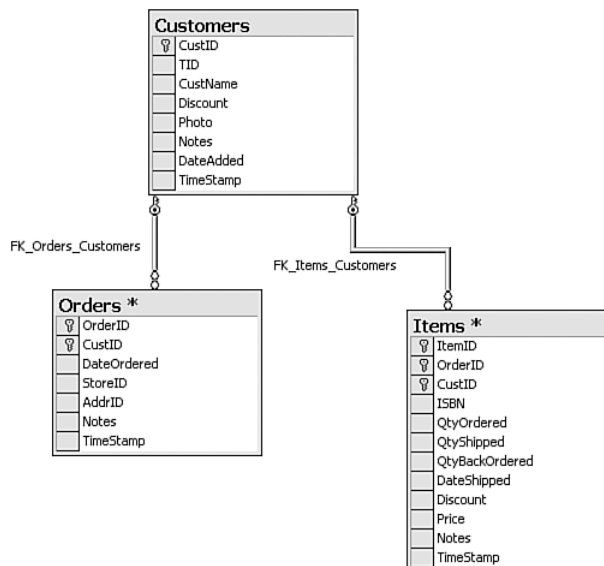 Customers
CustID
TID
CustName
Discount
Photo
Notes
DateAdded
TimeStamp
FK_Orders_Customers
FK_Items_Customers
Orders *
OrderID
CustID
DateOrdered
StoreID
AddrID
Notes
TimeStamp
Items *
ItemID
OrderID
CustID
ISBN
QtyOrdered
QtyShipped
QtyBackOrdered
DateShipped
Discount
Price
Notes
TimeStamp